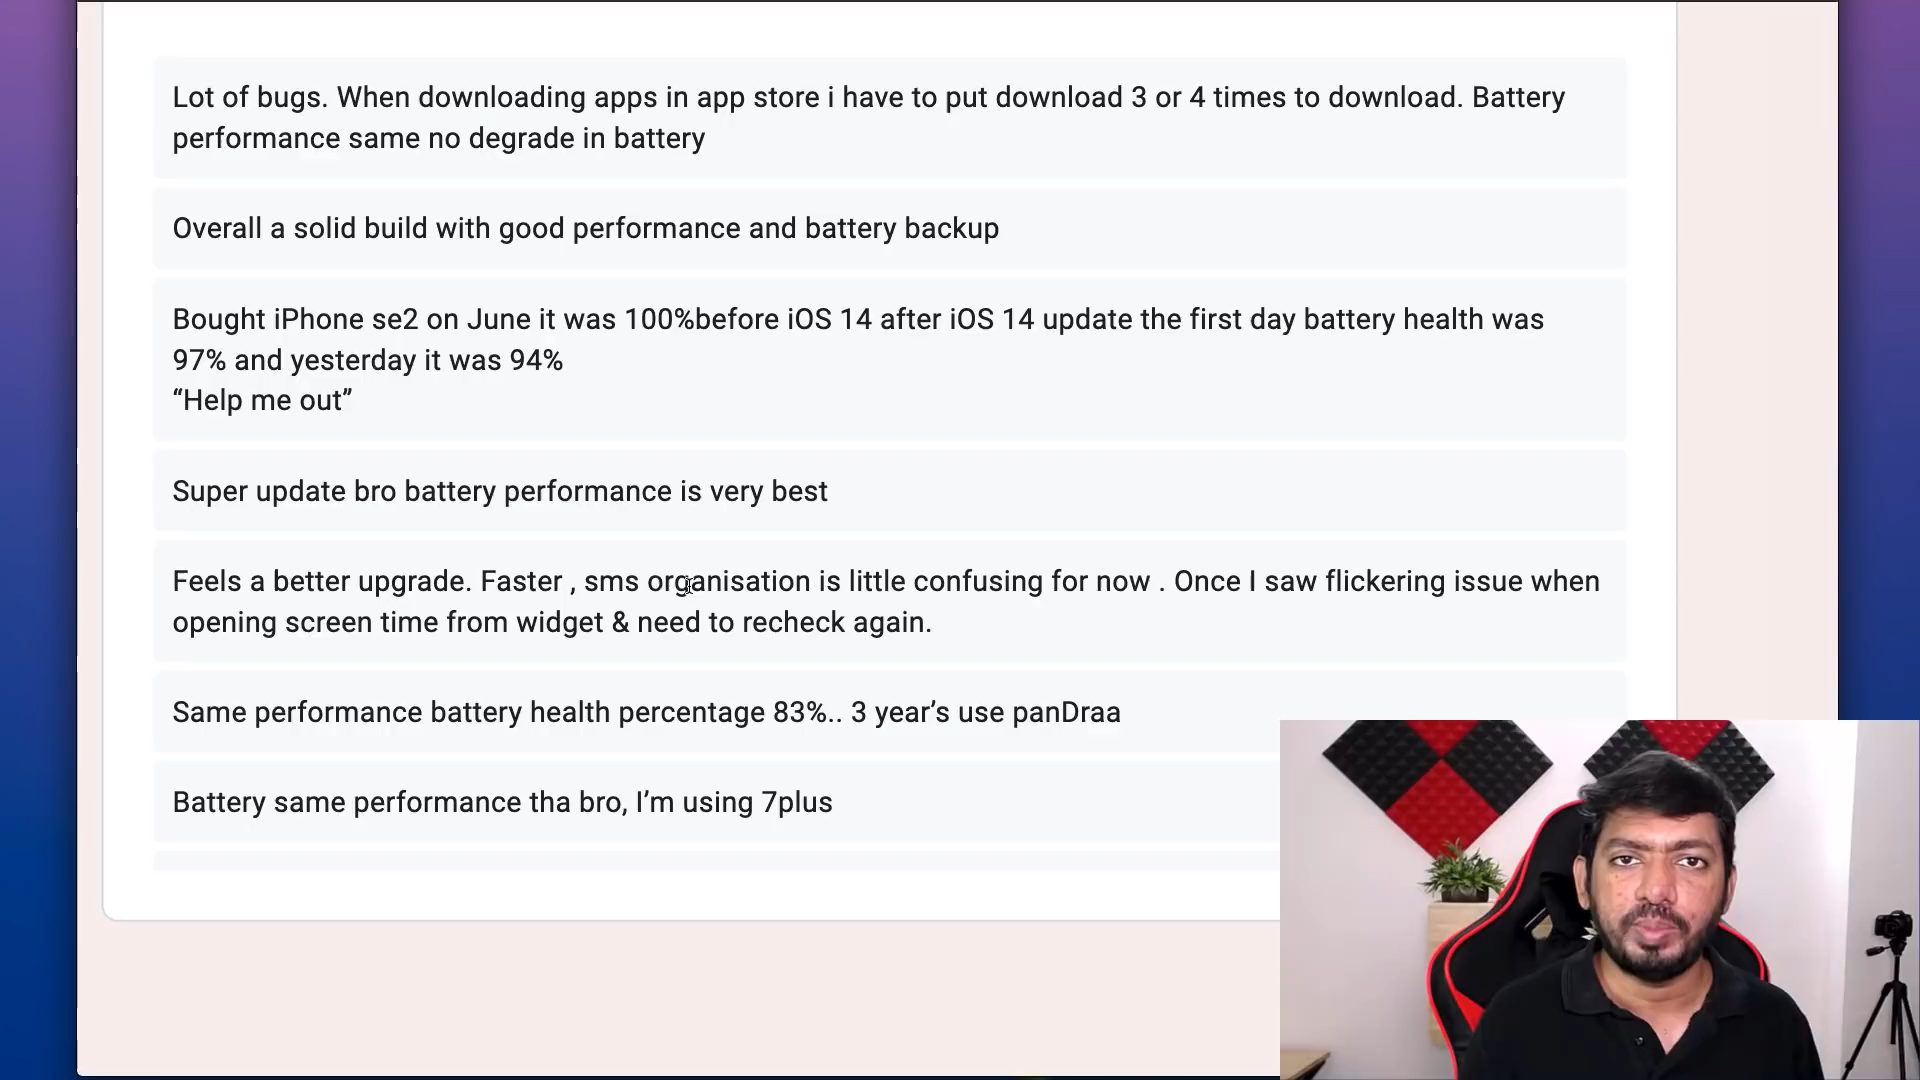 Lot of bugs. When downloading apps in app store i have to put download 3 or 4 times to download. Battery
performance same no degrade in battery
Overall a solid build with good performance and battery backup
Bought iPhone se2 on June it was 100%before iOS 14 after iOS 14 update the first day battery health was
97% and yesterday it was 94%
“Help me out”
Super update bro battery performance is very best
Feels a better upgrade. Faster , sms organisation is little confusing for now . Once I saw flickering issue when
opening screen time from widget & need to recheck again.
Same performance battery health percentage 83%.. 3 year’s use panDraa
Battery same performance tha bro, I’m using 7plus